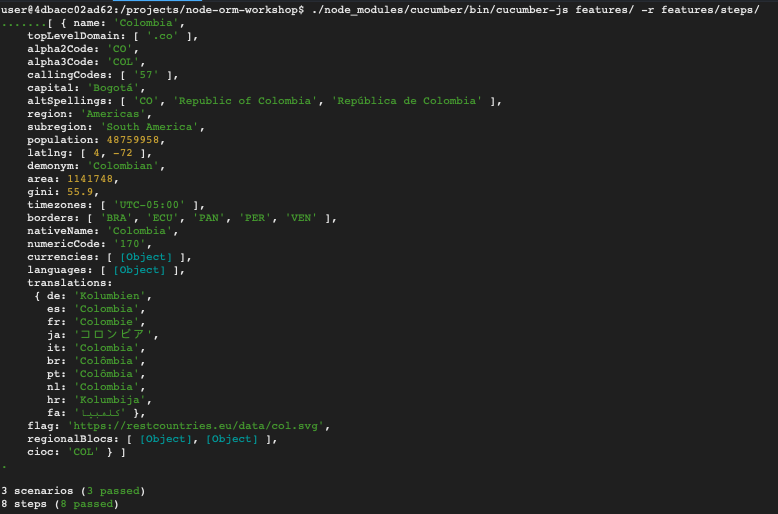 user@4dbacc02ad62:/projects/node-orm-workshop$ ./node_modules/cucumber/bin/cucumber-js features/ -r features/steps/
.......[ { name: 'Colombia',
topLevelDomain: [ '.co' ],
alpha2Code: 'CO',
alpha3Code: 'COL',
callingCodes: [ '57' ],
capital: 'Bogotá',
altSpellings: [ 'CO', 'Republic of Colombia', 'República de Colombia' ],
region: 'Americas',
subregion: 'South America',
population: 48759958,
latlng: [ 4, -72 ],
demonym: 'Colombian',
area: 1141748,
gini: 55.9,
timezones: [ 'UTC-05:00' ],
borders: [ 'BRA', 'ECU', 'PAN', 'PER', 'VEN' ],
nativeName: 'Colombia',
numericCode: '170',
currencies: [ [Object] ],
languages: [ [Object] ],
translations:
{ de: 'Kolumbien',
es: 'Colombia',
fr: 'Colombie',
ja: 'コロンビア',
it: 'Colombia',
br: 'Colômbia',
pt: 'Colômbia',
nl: 'Colombia',
hr: 'Kolumbija',
fa: 'کلمبیا' },
flag: 'https://restcountries.eu/data/col.svg',
regionalBlocs: [ [Object], [Object] ],
cioc: 'COL' } ]
.
3 scenarios (3 passed)
8 steps (8 passed)